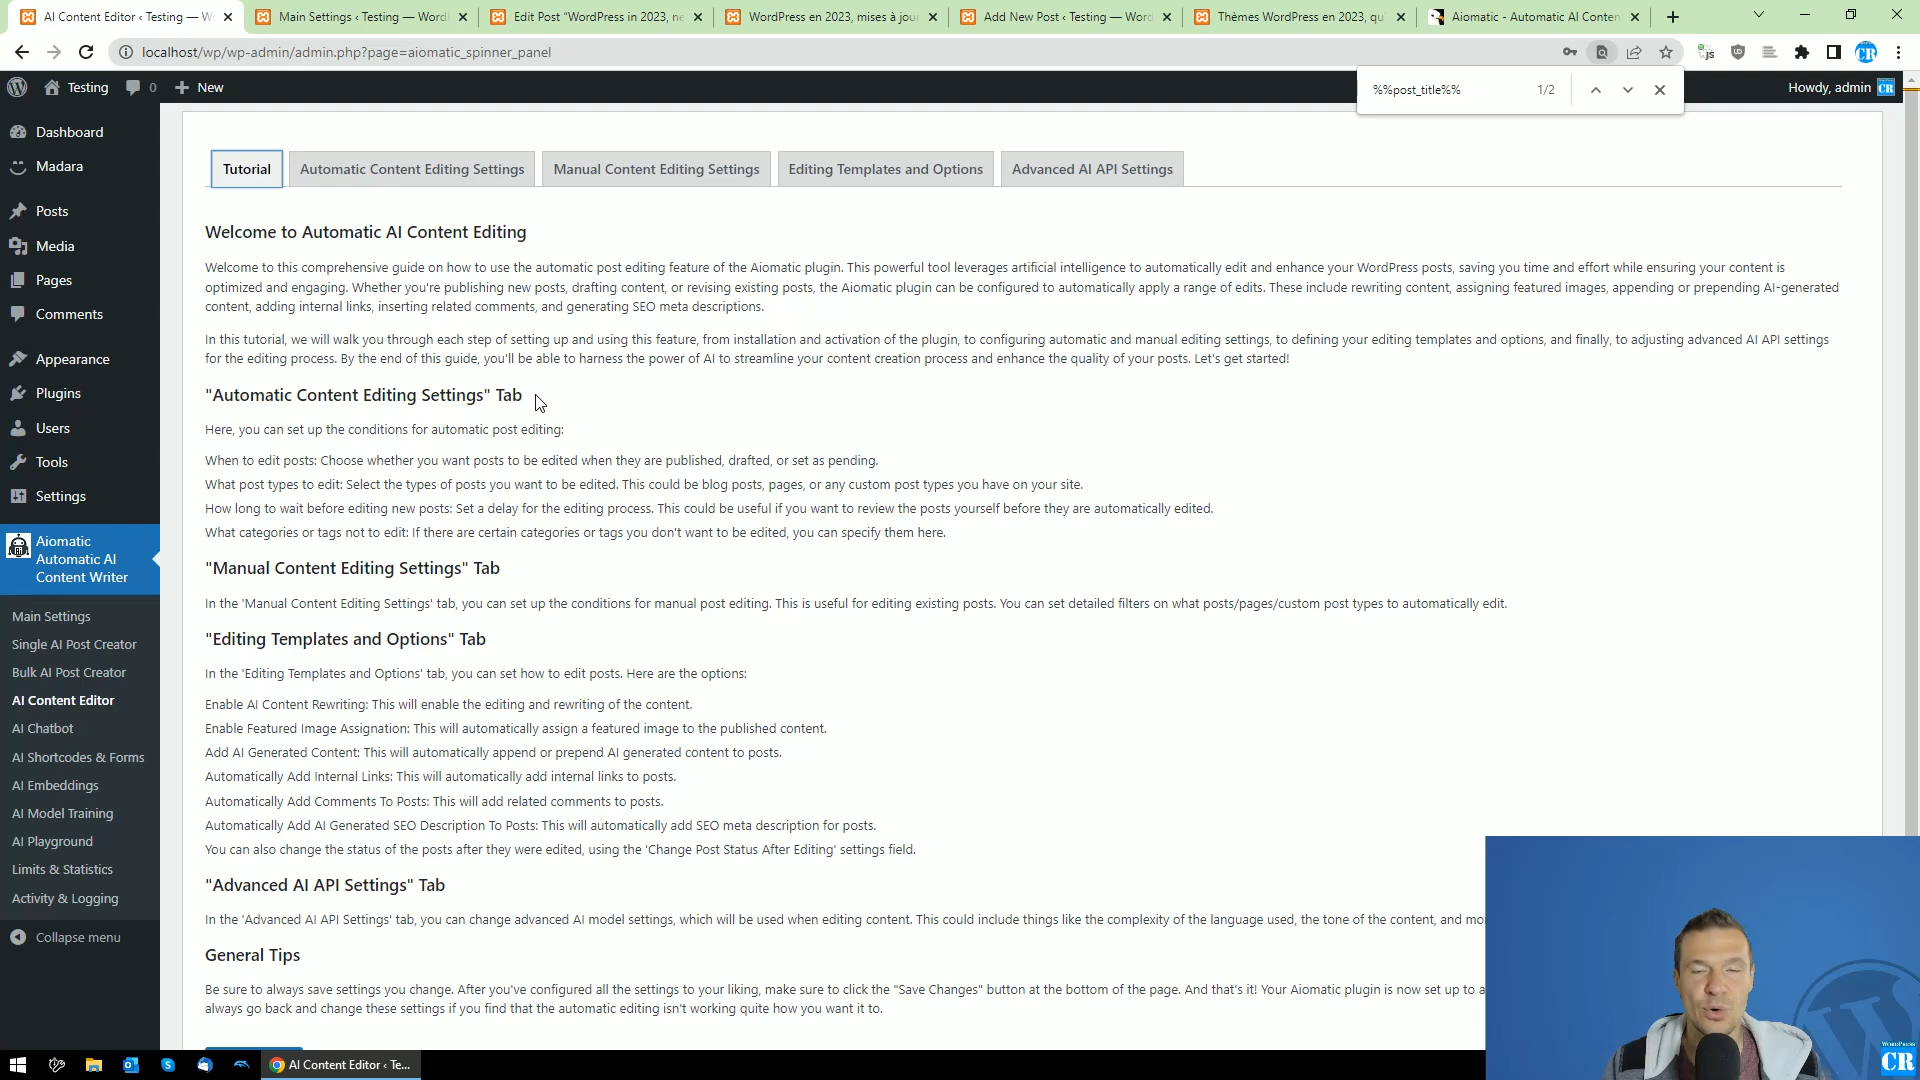 AI Content Editor ‹ Testing — W
Main Settings ‹ Testing — Word
Edit Post "WordPress in 2023, ne
WordPress en 2023, mises à jou
Add New Post ‹ Testing — Word
Thèmes WordPress en 2023, qu
Aiomatic - Automatic AI Conten
localhost/wp/wp-admin/admin.php?page=aiomatic_spinner_panel
%%post_title%%
1/2
Testing
0
New
Howdy, admin
Dashboard
Madara
Posts
Media
Pages
Comments
Appearance
Plugins
Users
Tools
Settings
Aiomatic
Automatic AI
Content Writer
Main Settings
Single AI Post Creator
Bulk AI Post Creator
AI Content Editor
AI Chatbot
AI Shortcodes & Forms
AI Embeddings
AI Model Training
AI Playground
Limits & Statistics
Activity & Logging
Collapse menu
Tutorial
Automatic Content Editing Settings
Manual Content Editing Settings
Editing Templates and Options
Advanced AI API Settings
Welcome to Automatic AI Content Editing
Welcome to this comprehensive guide on how to use the automatic post editing feature of the Aiomatic plugin. This powerful tool leverages artificial intelligence to automatically edit and enhance your WordPress posts, saving you time and effort while ensuring your content is
optimized and engaging. Whether you're publishing new posts, drafting content, or revising existing posts, the Aiomatic plugin can be configured to automatically apply a range of edits. These include rewriting content, assigning featured images, appending or prepending AI-generated
content, adding internal links, inserting related comments, and generating SEO meta descriptions.
In this tutorial, we will walk you through each step of setting up and using this feature, from installation and activation of the plugin, to configuring automatic and manual editing settings, to defining your editing templates and options, and finally, to adjusting advanced AI API settings
for the editing process. By the end of this guide, you'll be able to harness the power of AI to streamline your content creation process and enhance the quality of your posts. Let's get started!
"Automatic Content Editing Settings" Tab
Here, you can set up the conditions for automatic post editing:
When to edit posts: Choose whether you want posts to be edited when they are published, drafted, or set as pending.
What post types to edit: Select the types of posts you want to be edited. This could be blog posts, pages, or any custom post types you have on your site.
How long to wait before editing new posts: Set a delay for the editing process. This could be useful if you want to review the posts yourself before they are automatically edited.
What categories or tags not to edit: If there are certain categories or tags you don't want to be edited, you can specify them here.
"Manual Content Editing Settings" Tab
In the 'Manual Content Editing Settings' tab, you can set up the conditions for manual post editing. This is useful for editing existing posts. You can set detailed filters on what posts/pages/custom post types to automatically edit.
"Editing Templates and Options" Tab
In the 'Editing Templates and Options' tab, you can set how to edit posts. Here are the options:
Enable AI Content Rewriting: This will enable the editing and rewriting of the content.
Enable Featured Image Assignation: This will automatically assign a featured image to the published content.
Add AI Generated Content: This will automatically append or prepend AI generated content to posts.
Automatically Add Internal Links: This will automatically add internal links to posts.
Automatically Add Comments To Posts: This will add related comments to posts.
Automatically Add AI Generated SEO Description To Posts: This will automatically add SEO meta description for posts.
You can also change the status of the posts after they were edited, using the 'Change Post Status After Editing' settings field.
"Advanced AI API Settings" Tab
In the 'Advanced AI API Settings' tab, you can change advanced AI model settings, which will be used when editing content. This could include things like the complexity of the language used, the tone of the content, and mo
General Tips
Be sure to always save settings you change. After you've configured all the settings to your liking, make sure to click the "Save Changes" button at the bottom of the page. And that's it! Your Aiomatic plugin is now set up to a
always go back and change these settings if you find that the automatic editing isn't working quite how you want it to.
AI Content Editor ‹ Te...
WORDPRESS
CR